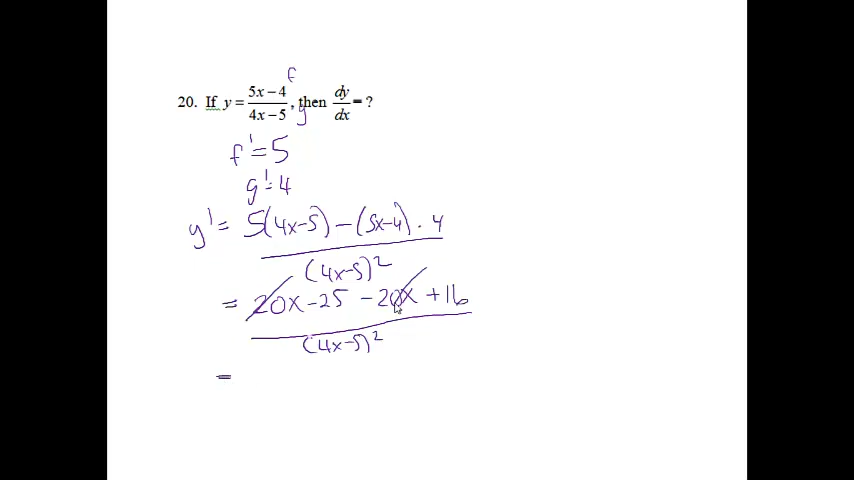 f
20. If y = (5x − 4)/(4x − 5), then dy/dx = ?
g
f' = 5
g' = 4
y' = 5(4x-5) - (5x-4) · 4
(4x-5)²
= 20x - 25 - 20x + 16
(4x-5)²
=